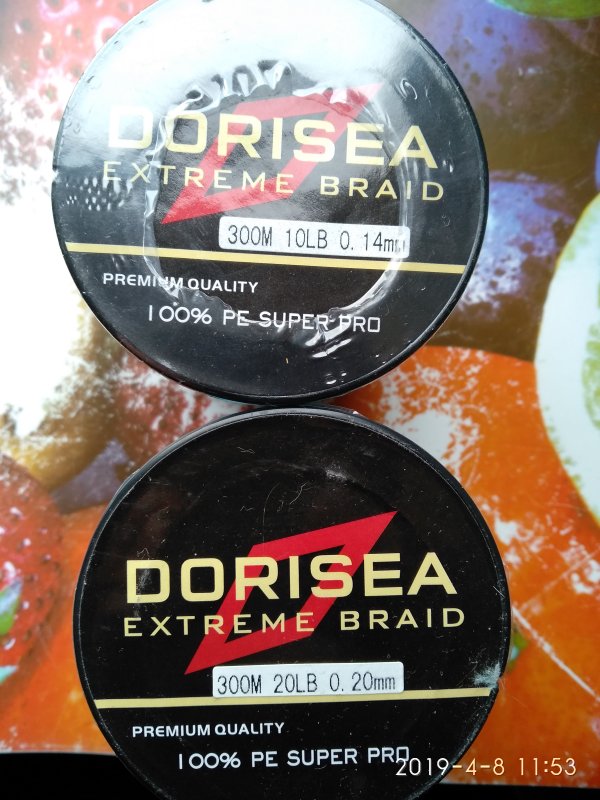 DORISEA
EXTREME BRAID
300M 10LB 0.14mm
PREMIUM QUALITY
100% PE SUPER PRO
DORISEA
EXTREME BRAID
300M 20LB 0.20mm
PREMIUM QUALITY
100% PE SUPER PRO
2019-4-8 11:53